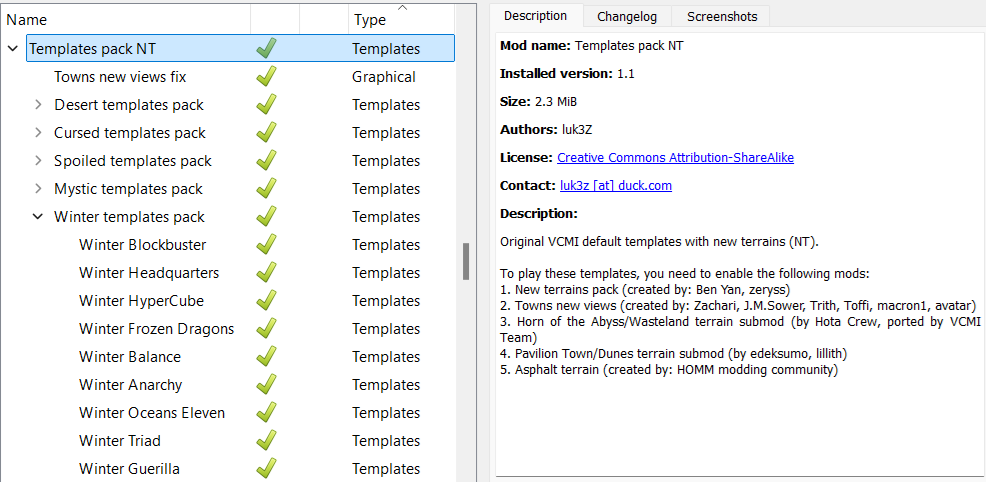 Name Type
Templates pack NT Templates
Towns new views fix Graphical
Desert templates pack Templates
Cursed templates pack Templates
Spoiled templates pack Templates
Mystic templates pack Templates
Winter templates pack Templates
Winter Blockbuster Templates
Winter Headquarters Templates
Winter HyperCube Templates
Winter Frozen Dragons Templates
Winter Balance Templates
Winter Anarchy Templates
Winter Oceans Eleven Templates
Winter Triad Templates
Winter Guerilla Templates
Description Changelog Screenshots
Mod name: Templates pack NT
Installed version: 1.1
Size: 2.3 MiB
Authors: luk3Z
License: Creative Commons Attribution-ShareAlike
Contact: luk3z [at] duck.com
Description:
Original VCMI default templates with new terrains (NT).
To play these templates, you need to enable the following mods:
1. New terrains pack (created by: Ben Yan, zeryss)
2. Towns new views (created by: Zachari, J.M.Sower, Trith, Toffi, macron1, avatar)
3. Horn of the Abyss/Wasteland terrain submod (by Hota Crew, ported by VCMI
Team)
4. Pavilion Town/Dunes terrain submod (by edeksumo, lillith)
5. Asphalt terrain (created by: HOMM modding community)